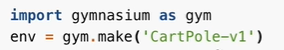 import gymnasium as gym
env = gym.make('CartPole-v1')